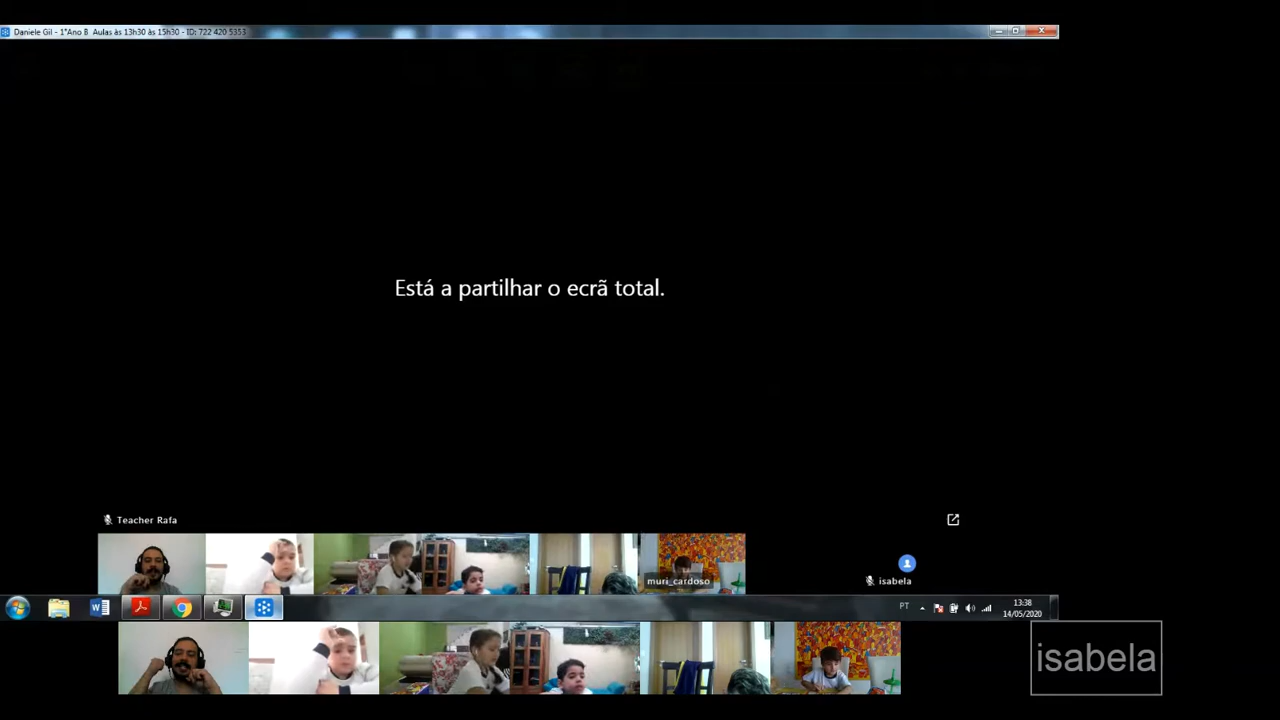 Daniele Gil - 1°Ano B Aulas às 13h30 às 15h30 - ID: 722 420 5353
Está a partilhar o ecrã total.
Teacher Rafa
muri_cardoso
isabela
PT
13:38
14/05/2020
isabela